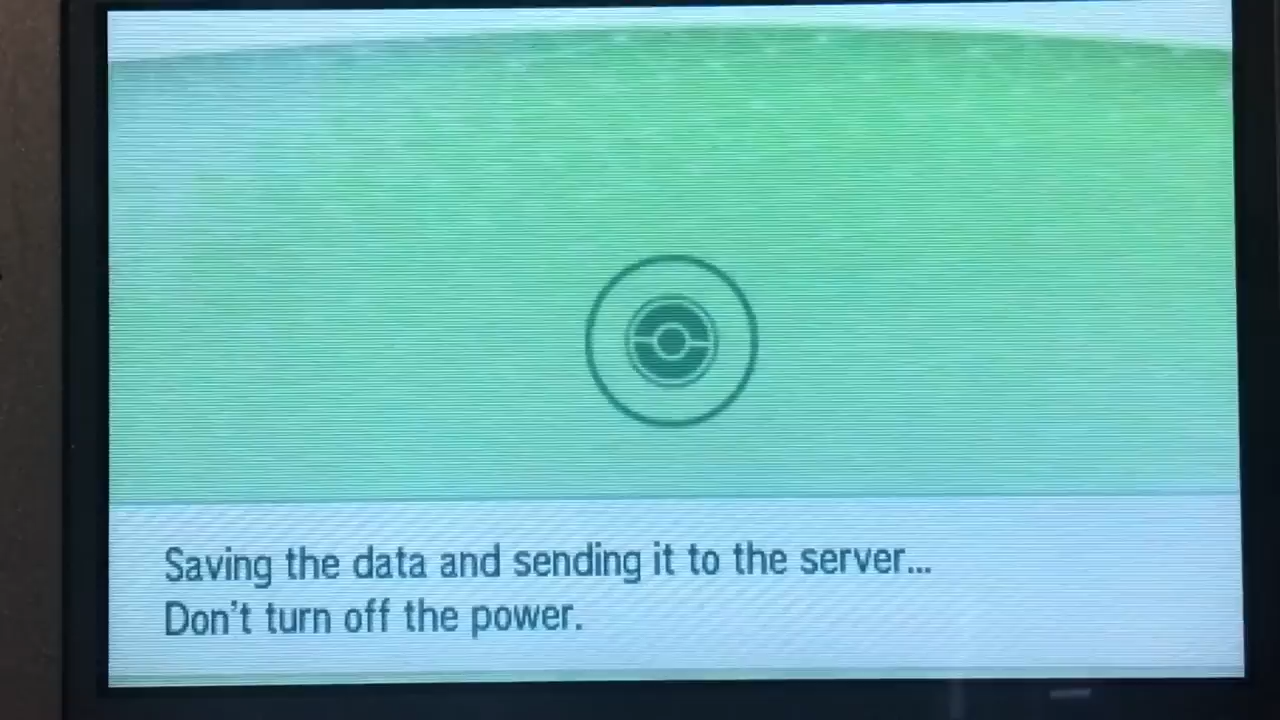 Saving the data and sending it to the server...
Don't turn off the power.